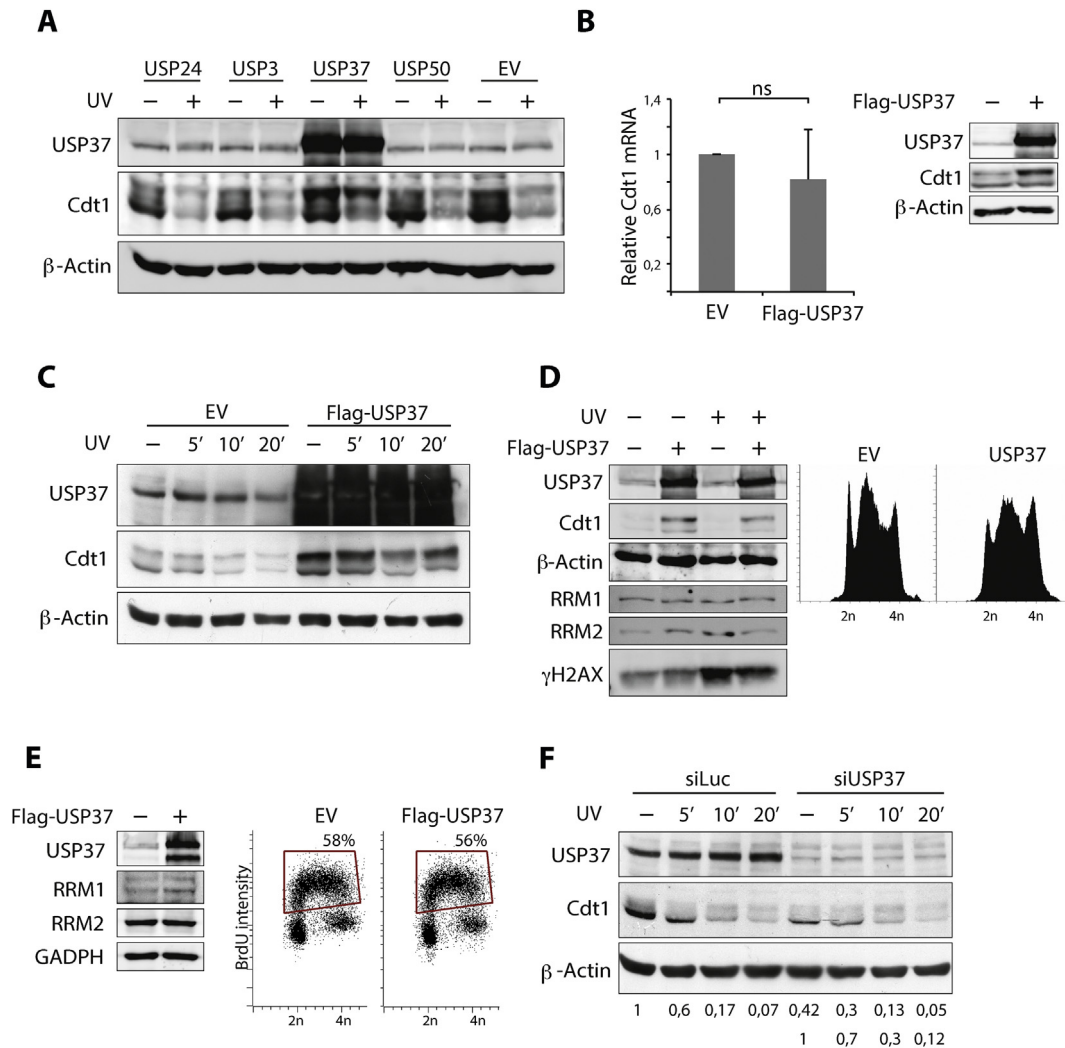 A
USP24 USP3 USP37 USP50 EV
UV − + − + − + − + − +
USP37
Cdt1
β-Actin
B
Relative Cdt1 mRNA
1,4
1
0,6
0,2
ns
EV Flag-USP37
Flag-USP37 − +
USP37
Cdt1
β-Actin
C
EV Flag-USP37
UV − 5′ 10′ 20′ − 5′ 10′ 20′
USP37
Cdt1
β-Actin
D
UV − − + +
Flag-USP37 − + − +
USP37
Cdt1
β-Actin
RRM1
RRM2
γH2AX
EV USP37
2n 4n 2n 4n
E
Flag-USP37 − +
USP37
RRM1
RRM2
GADPH
EV Flag-USP37
58% 56%
BrdU intensity
2n 4n 2n 4n
F
siLuc siUSP37
UV − 5′ 10′ 20′ − 5′ 10′ 20′
USP37
Cdt1
β-Actin
1 0,6 0,17 0,07 0,42 0,3 0,13 0,05
1 0,7 0,3 0,12